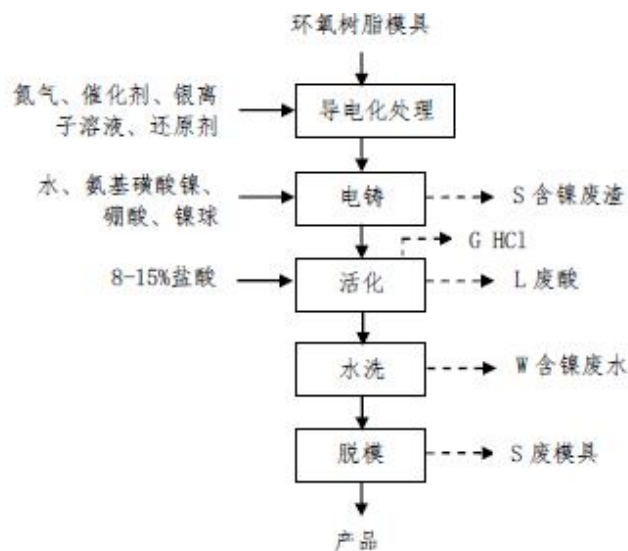 环氧树脂模具
氮气、催化剂、银离
子溶液、还原剂
导电化处理
水、氨基磺酸镍、
硼酸、镍球
电铸
S 含镍废渣
G HCl
8-15%盐酸
活化
L 废酸
水洗
W 含镍废水
脱模
S 废模具
产品